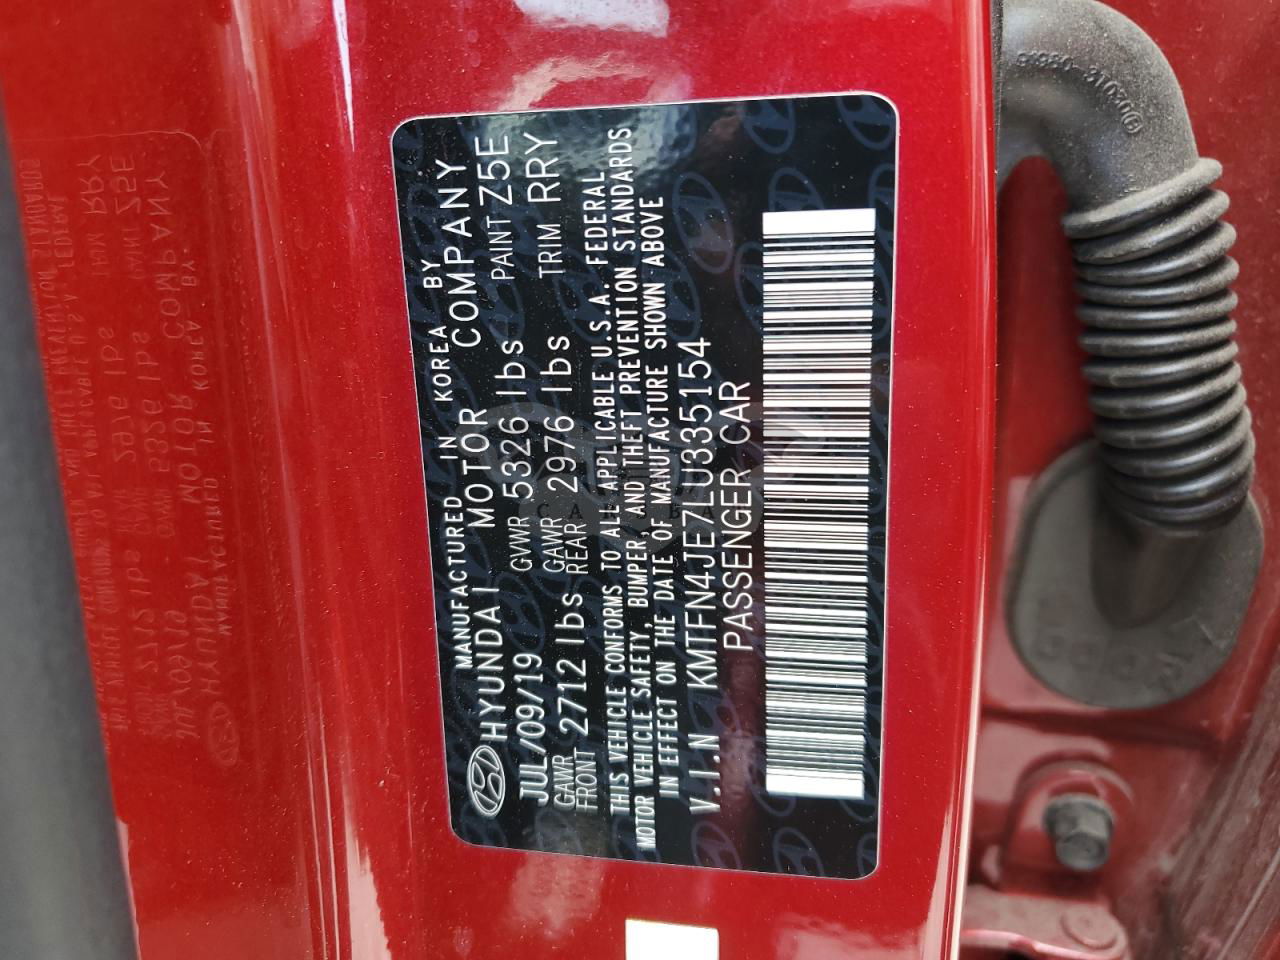 MANUFACTURED IN KOREA BY
HYUNDAI MOTOR COMPANY
JUL/09/19 GVWR 5326 lbs PAINT Z5E
GAWR FRONT 2712 lbs GAWR REAR 2976 lbs TRIM RRY
THIS VEHICLE CONFORMS TO ALL APPLICABLE U.S.A. FEDERAL
MOTOR VEHICLE SAFETY, BUMPER, AND THEFT PREVENTION STANDARDS
IN EFFECT ON THE DATE OF MANUFACTURE SHOWN ABOVE
V.I.N KMTFN4JE7LU335154
PASSENGER CAR